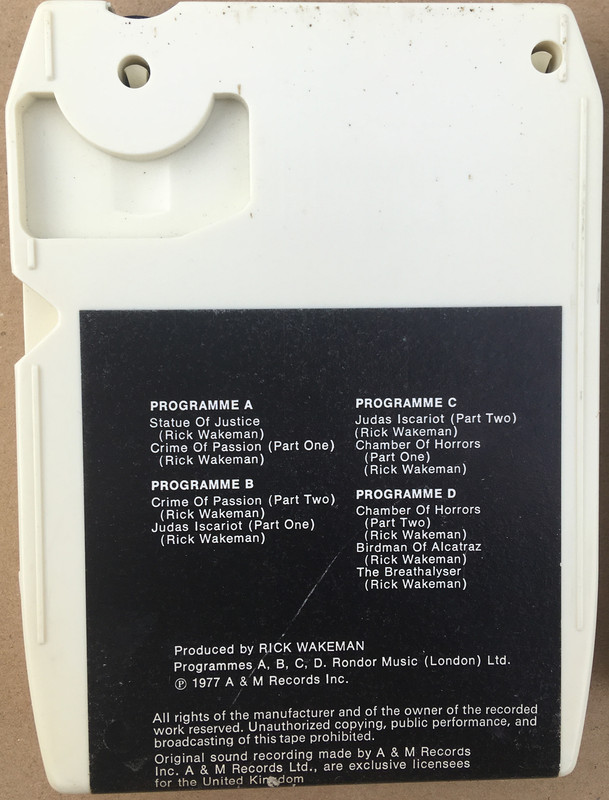 PROGRAMME A
Statue Of Justice
(Rick Wakeman)
Crime Of Passion (Part One)
(Rick Wakeman)
PROGRAMME B
Crime Of Passion (Part Two)
(Rick Wakeman)
Judas Iscariot (Part One)
(Rick Wakeman)
PROGRAMME C
Judas Iscariot (Part Two)
(Rick Wakeman)
Chamber Of Horrors
(Part One)
(Rick Wakeman)
PROGRAMME D
Chamber Of Horrors
(Part Two)
(Rick Wakeman)
Birdman Of Alcatraz
(Rick Wakeman)
The Breathalyser
(Rick Wakeman)
Produced by RICK WAKEMAN
Programmes A, B, C, D. Rondor Music (London) Ltd.
℗ 1977 A & M Records Inc.
All rights of the manufacturer and of the owner of the recorded
work reserved. Unauthorized copying, public performance, and
broadcasting of this tape prohibited.
Original sound recording made by A & M Records
Inc. A & M Records Ltd., are exclusive licensees
for the United Kingdom